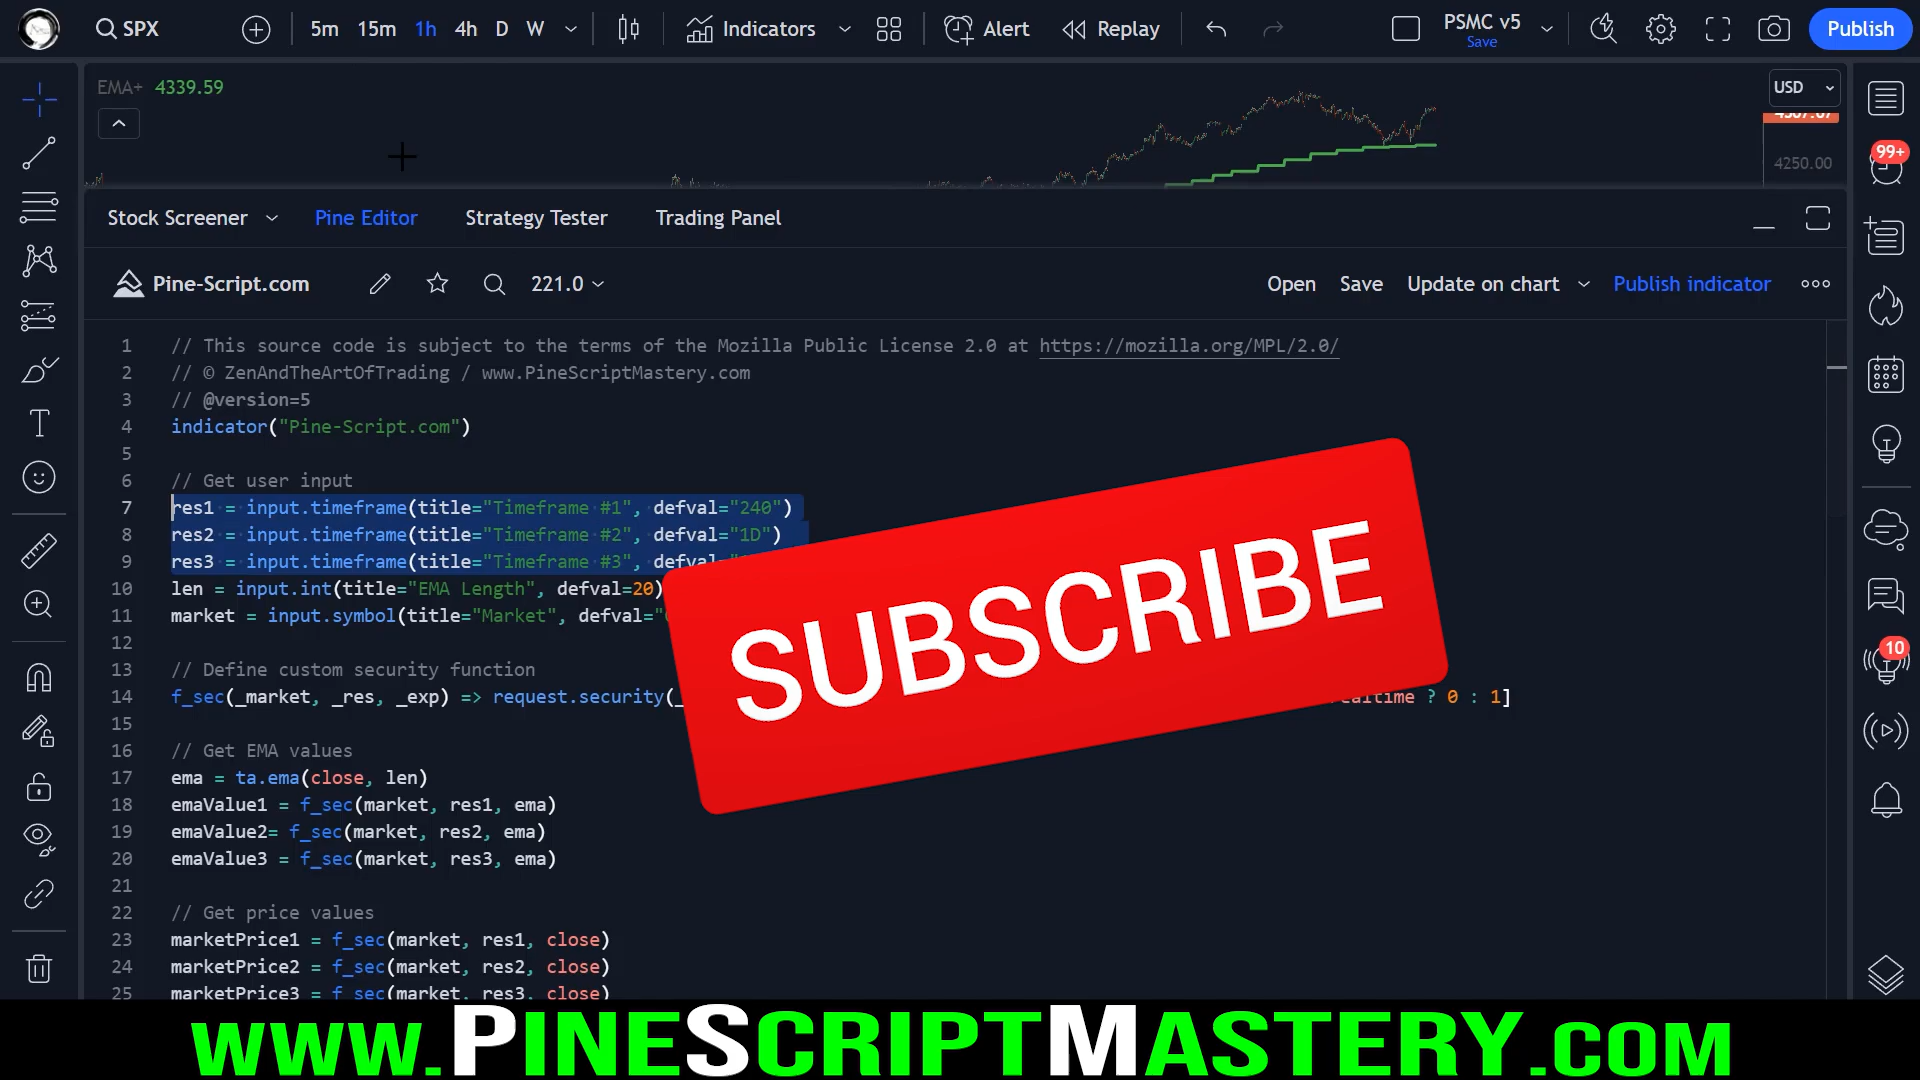 SPX 5m 15m 1h 4h D W Indicators Alert Replay PSMC v5 Publish
Save
EMA+ 4339.59
USD
99+
4250.00
Stock Screener Pine Editor Strategy Tester Trading Panel
Pine-Script.com 221.0 Open Save Update on chart Publish indicator
1 // This source code is subject to the terms of the Mozilla Public License 2.0 at https://mozilla.org/MPL/2.0/
2 // © ZenAndTheArtOfTrading / www.PineScriptMastery.com
3 // @version=5
4 indicator("Pine-Script.com")
5
6 // Get user input
7 res1 = input.timeframe(title="Timeframe #1", defval="240")
8 res2 = input.timeframe(title="Timeframe #2", defval="1D")
9 res3 = input.timeframe(title="Timeframe #3", defval=
10 len = input.int(title="EMA Length", defval=20)
11 market = input.symbol(title="Market", defval="
12
13 // Define custom security function
14 f_sec(_market, _res, _exp) => request.security(_ ? 0 : 1]
15
16 // Get EMA values
17 ema = ta.ema(close, len)
18 emaValue1 = f_sec(market, res1, ema)
19 emaValue2= f_sec(market, res2, ema)
20 emaValue3 = f_sec(market, res3, ema)
21
22 // Get price values
23 marketPrice1 = f_sec(market, res1, close)
24 marketPrice2 = f_sec(market, res2, close)
25 marketPrice3 = f_sec(market, res3, close)
SUBSCRIBE
10
www.PineScriptMastery.com